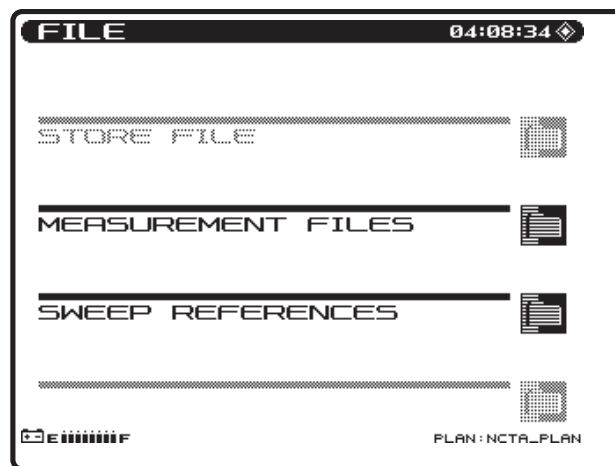 FILE 04:08:34
STORE FILE
MEASUREMENT FILES
SWEEP REFERENCES
E F PLAN:NCTA_PLAN